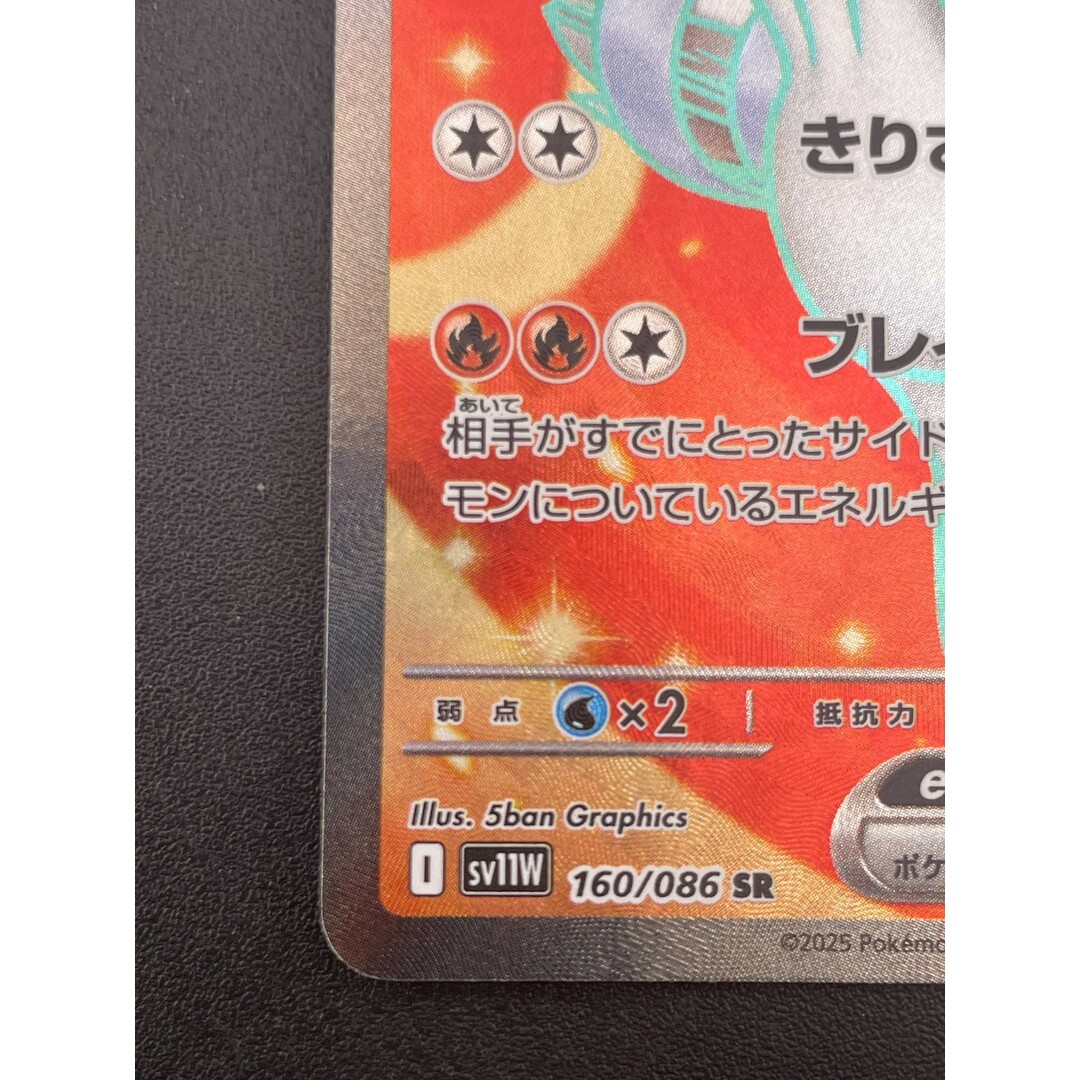 きりさ
ブレイ
あいて
相手がすでにとったサイド
モンについているエネルギ
弱点 ×2 抵抗力
e
ポケ
Illus. 5ban Graphics
I sv11W 160/086 SR
©2025 Pokémo